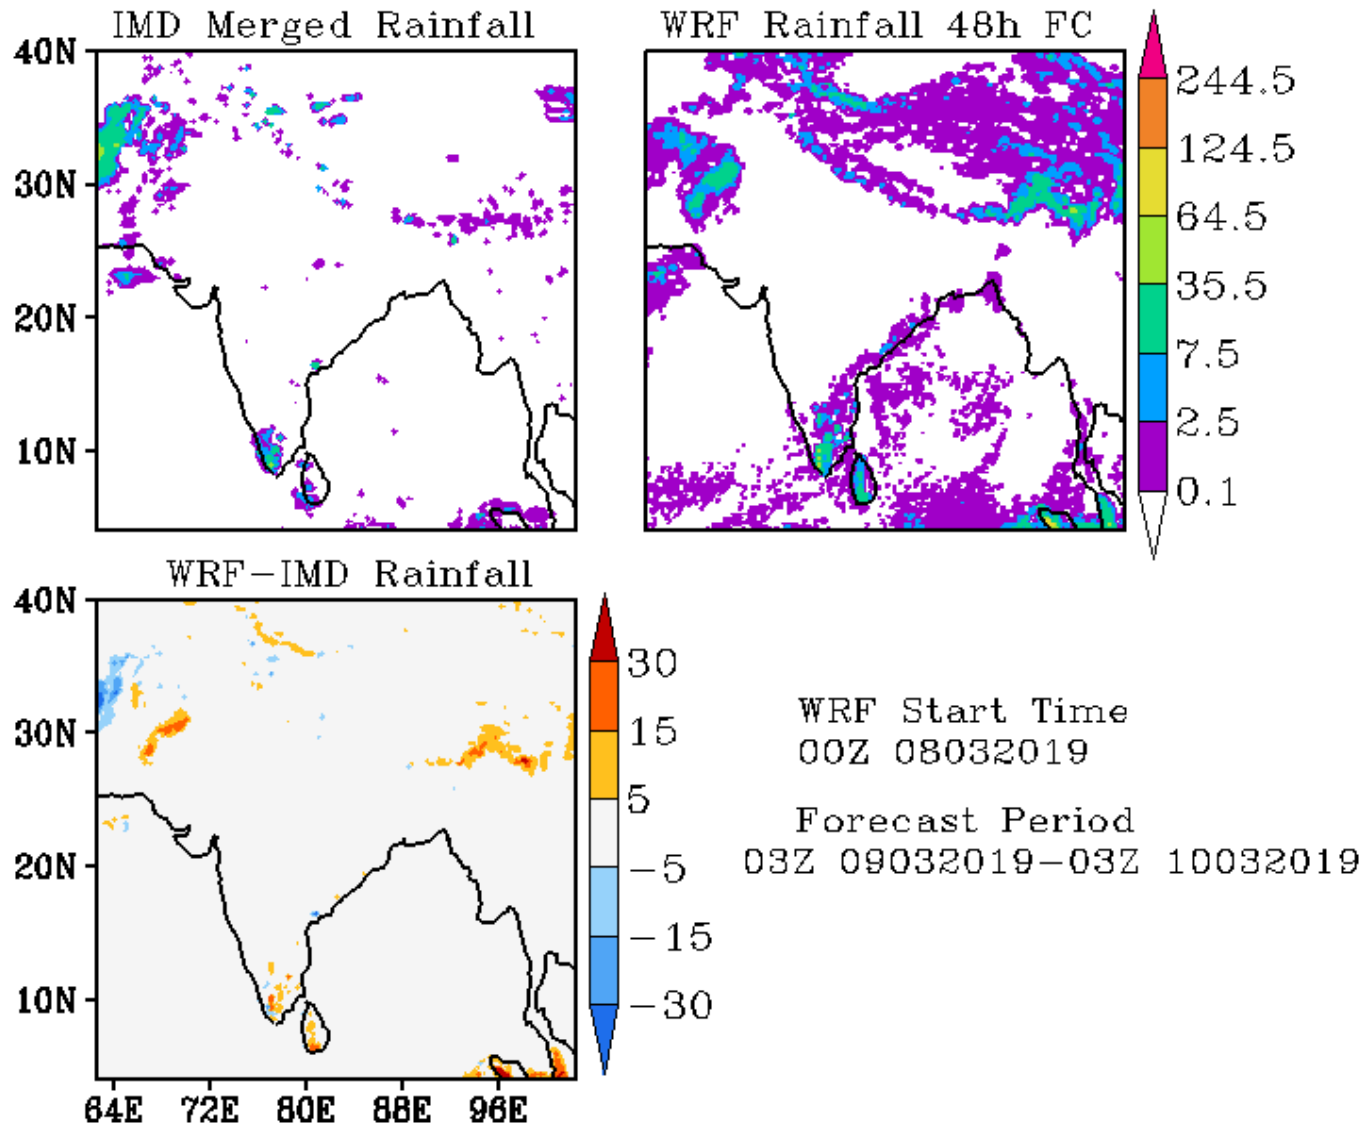 IMD Merged Rainfall
WRF Rainfall 48h FC
40N
30N
20N
10N
244.5
124.5
64.5
35.5
7.5
2.5
0.1
WRF-IMD Rainfall
40N
30N
20N
10N
64E 72E 80E 88E 96E
30
15
5
-5
-15
-30
WRF Start Time
00Z 08032019
Forecast Period
03Z 09032019-03Z 10032019